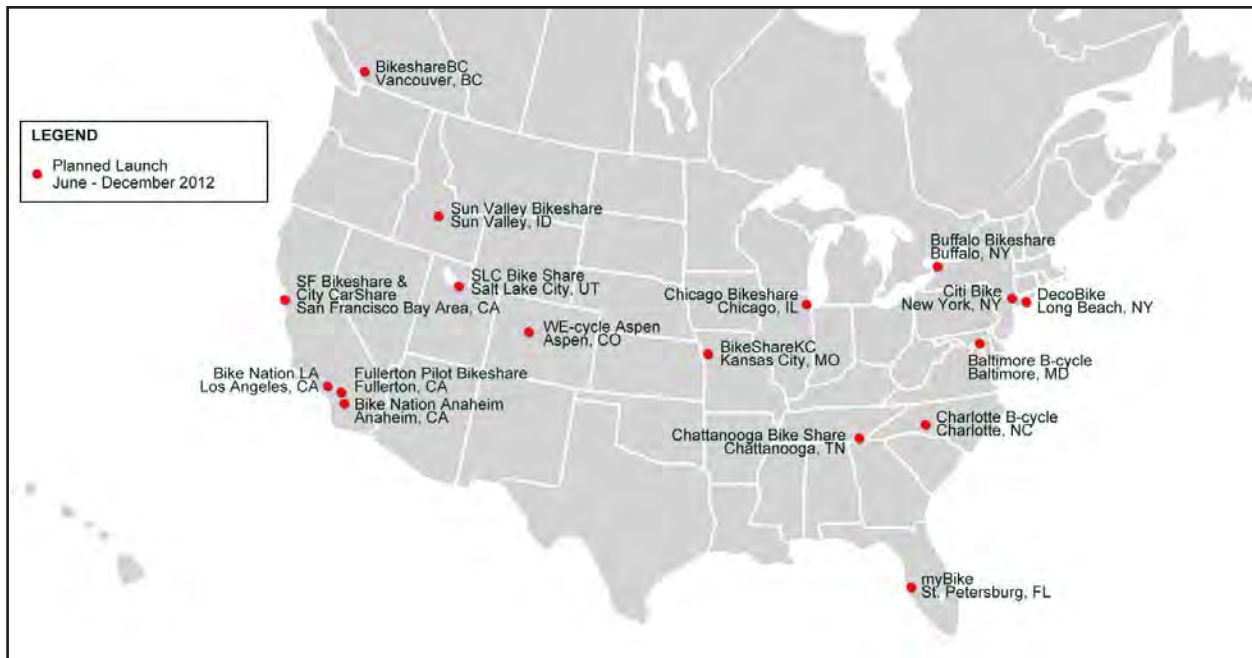 BikeshareBC
Vancouver, BC
LEGEND
Planned Launch
June - December 2012
Sun Valley Bikeshare
Sun Valley, ID
Buffalo Bikeshare
Buffalo, NY
SF Bikeshare &
City CarShare
San Francisco Bay Area, CA
SLC Bike Share
Salt Lake City, UT
Chicago Bikeshare
Chicago, IL
Citi Bike
New York, NY
DecoBike
Long Beach, NY
WE-cycle Aspen
Aspen, CO
BikeShareKC
Kansas City, MO
Baltimore B-cycle
Baltimore, MD
Bike Nation LA
Los Angeles, CA
Fullerton Pilot Bikeshare
Fullerton, CA
Bike Nation Anaheim
Anaheim, CA
Chattanooga Bike Share
Chattanooga, TN
Charlotte B-cycle
Charlotte, NC
myBike
St. Petersburg, FL